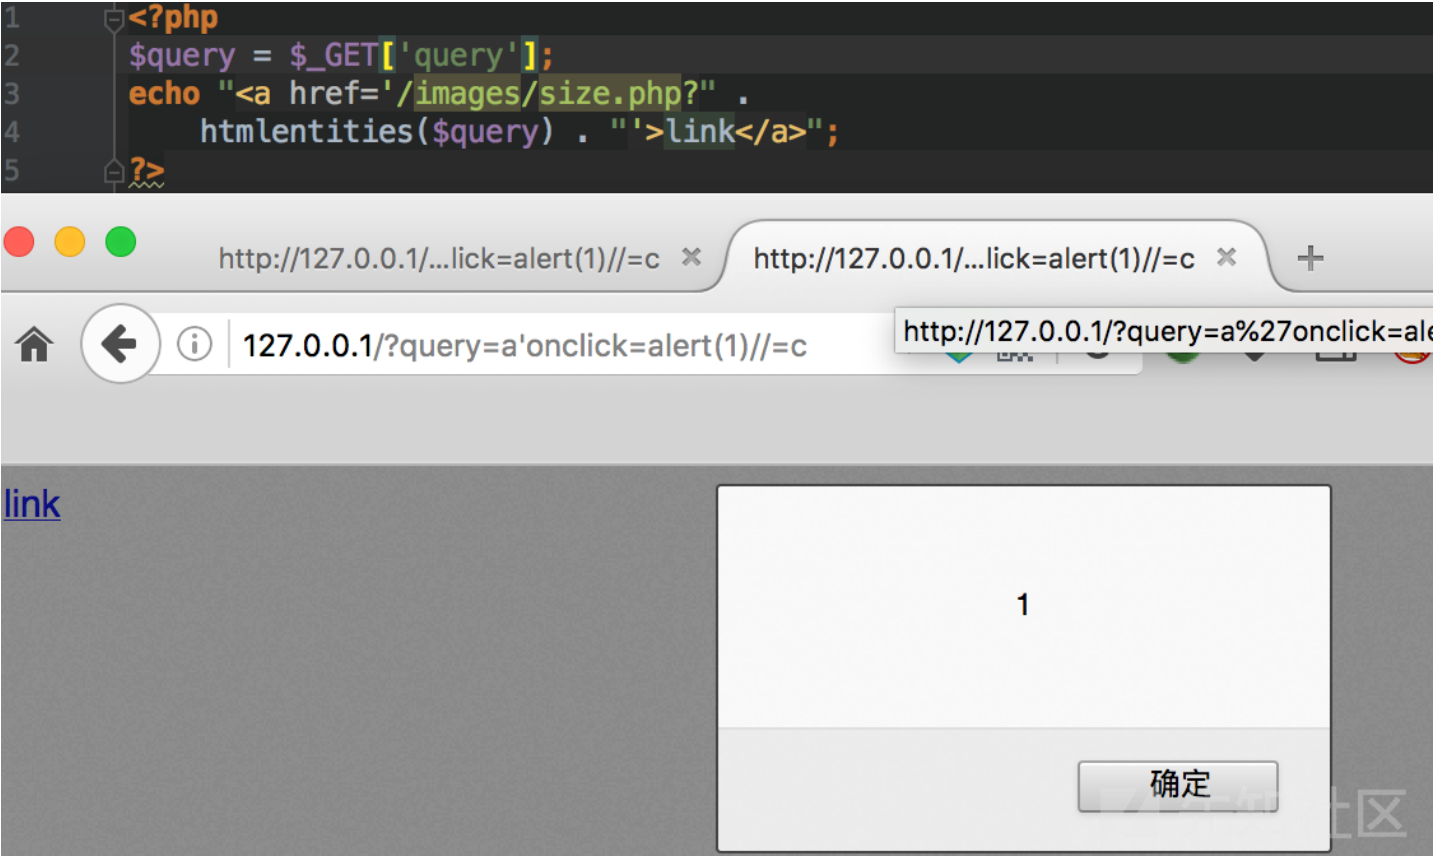 1 <?php
2 $query = $_GET['query'];
3 echo "<a href='/images/size.php?" .
4 htmlentities($query) . "'>link</a>";
5 ?>
http://127.0.0.1/...lick=alert(1)//=c × http://127.0.0.1/...lick=alert(1)//=c × +
127.0.0.1/?query=a'onclick=alert(1)//=c
http://127.0.0.1/?query=a%27onclick=ale
link
1
确定
社区